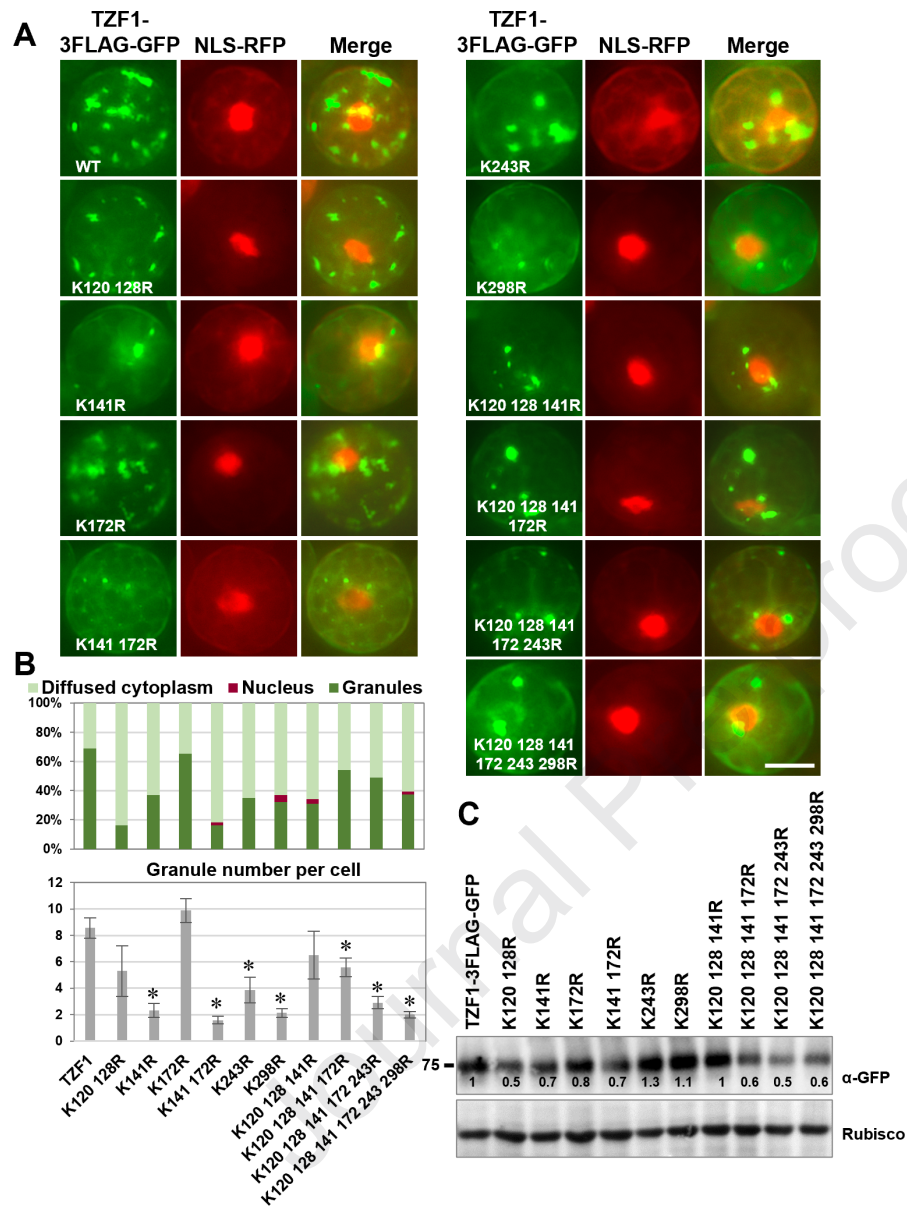 A
TZF1-
3FLAG-GFP NLS-RFP Merge
WT
K120 128R
K141R
K172R
K141 172R
TZF1-
3FLAG-GFP NLS-RFP Merge
K243R
K298R
K120 128 141R
K120 128 141
172R
K120 128 141
172 243R
K120 128 141
172 243 298R
B
Diffused cytoplasm Nucleus Granules
100%
80%
60%
40%
20%
0%
Granule number per cell
12
10
8
6
4
2
0
* * * * * * *
TZF1
K120 128R
K141R
K172R
K141 172R
K243R
K298R
K120 128 141R
K120 128 141 172R
K120 128 141 172 243R
K120 128 141 172 243 298R
C
TZF1-3FLAG-GFP
K120 128R
K141R
K172R
K141 172R
K243R
K298R
K120 128 141R
K120 128 141 172R
K120 128 141 172 243R
K120 128 141 172 243 298R
75
1 0.5 0.7 0.8 0.7 1.3 1.1 1 0.6 0.5 0.6
α-GFP
Rubisco
Journal Pre-proo